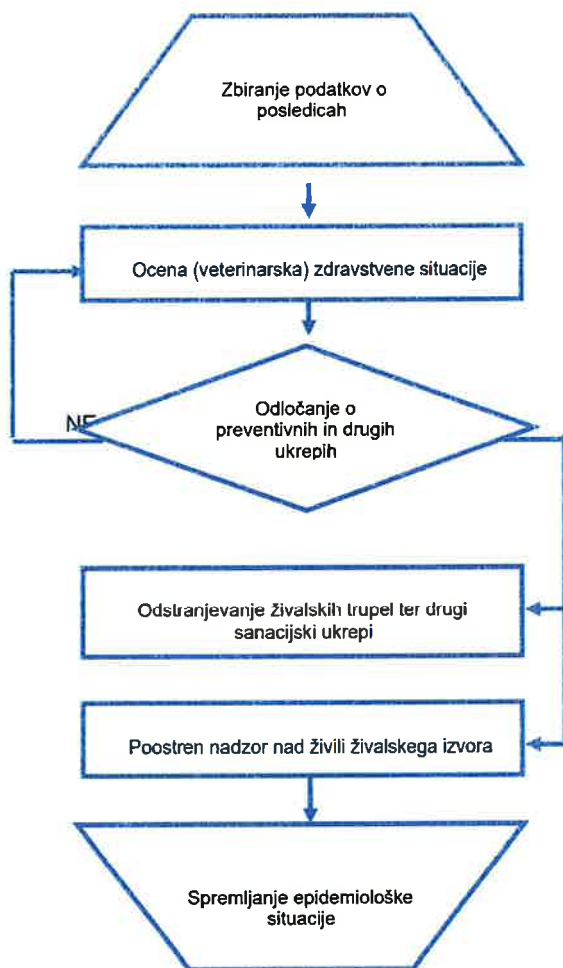 Zbiranje podatkov o
posledicah
Ocena (veterinarska) zdravstvene situacije
Odločanje o
preventivnih in drugih
ukrepih
NE
Odstranjevanje živalskih trupel ter drugi
sanacijski ukrepi
Poostren nadzor nad živili živalskega izvora
Spremljanje epidemiološke
situacije